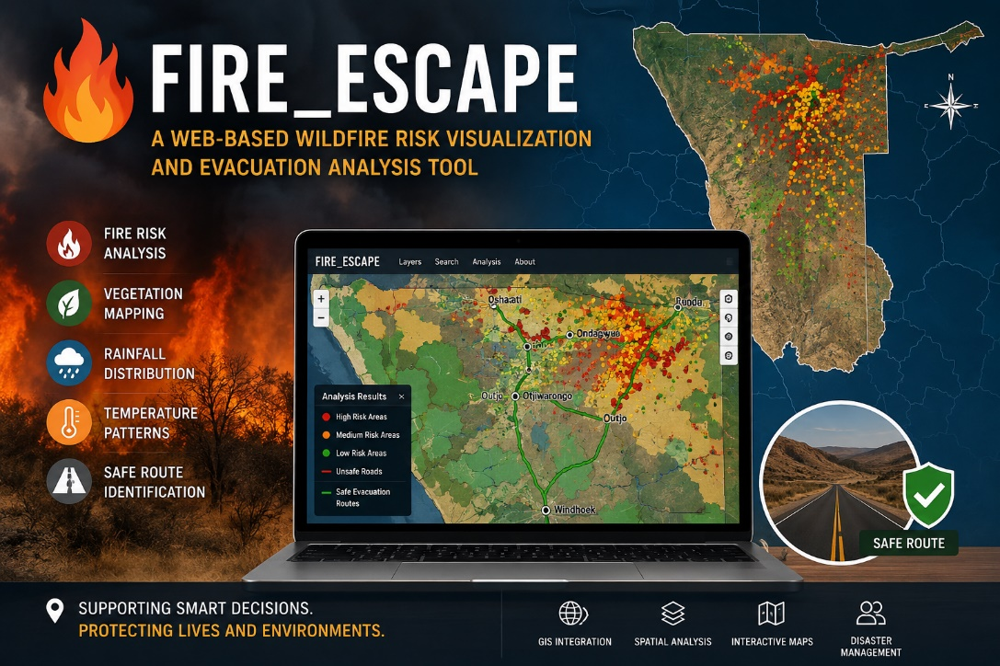 FIRE_ESCAPE
A WEB-BASED WILDFIRE RISK VISUALIZATION
AND EVACUATION ANALYSIS TOOL
N
FIRE RISK
ANALYSIS
VEGETATION
MAPPING
RAINFALL
DISTRIBUTION
TEMPERATURE
PATTERNS
SAFE ROUTE
IDENTIFICATION
FIRE_ESCAPE Layers Search Analysis About
+
−
Outjo Otjiwarongo
Outjo
Windhoek
Analysis Results ×
High Risk Areas
Medium Risk Areas
Low Risk Areas
Unsafe Roads
Safe Evacuation
Routes
SAFE ROUTE
SUPPORTING SMART DECISIONS.
PROTECTING LIVES AND ENVIRONMENTS.
GIS INTEGRATION
SPATIAL ANALYSIS
INTERACTIVE MAPS
DISASTER
MANAGEMENT